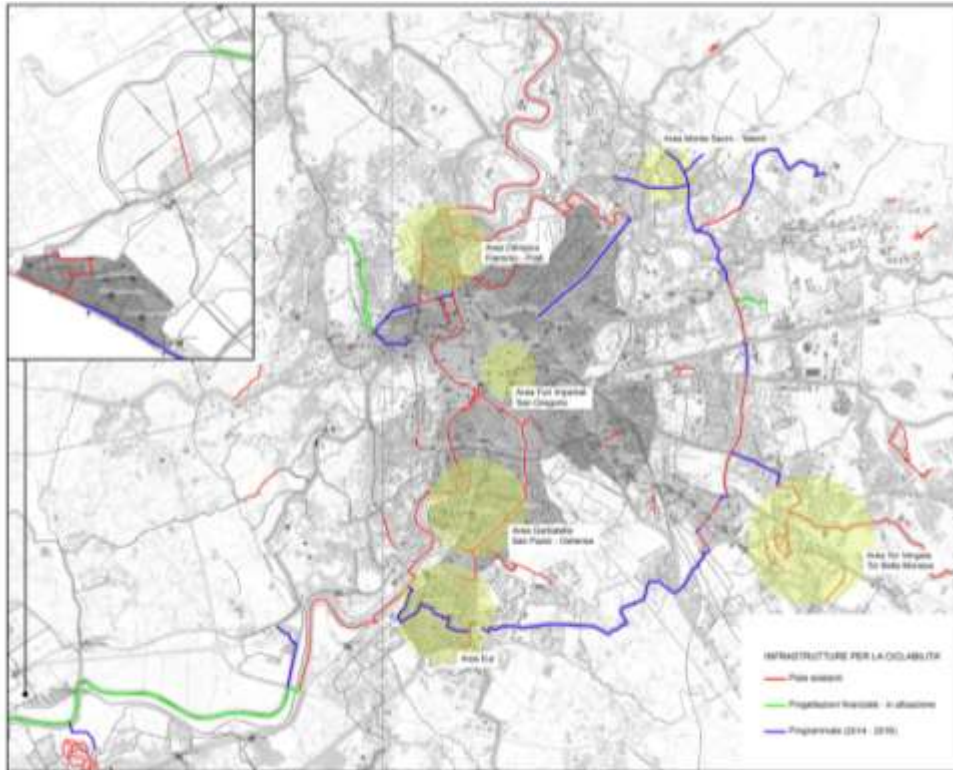 Area Monte Sacro - Talenti
Area Olimpica
Flaminio - Prati
Area Fori Imperiali
San Gregorio
Area Garbatella
San Paolo - Ostiense
Area Tor Vergata
Tor Bella Monaca
Area Eur
INFRASTRUTTURE PER LA CICLABILITA'
Piste esistenti
Progettazioni finanziate - in attuazione
Programmate (2014 - 2016)